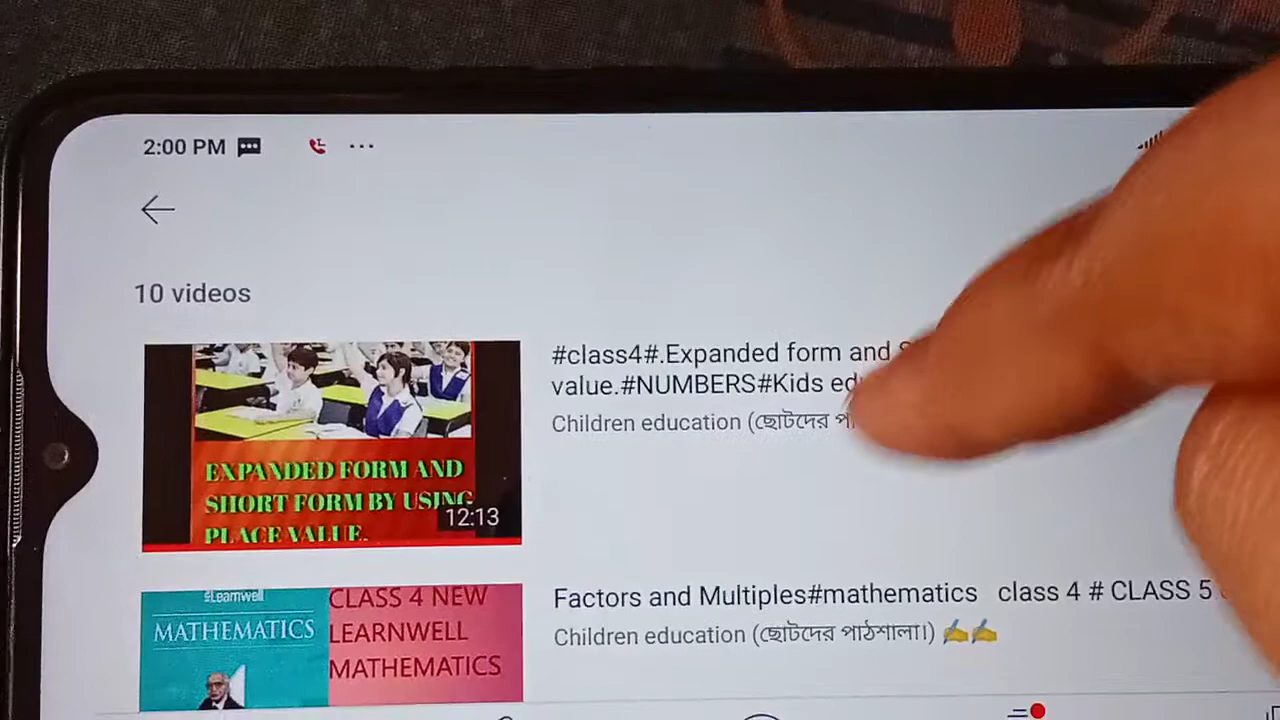 2:00 PM
10 videos
#class4#.Expanded form and
value.#NUMBERS#Kids
Children education (ছোটদের
EXPANDED FORM AND
SHORT FORM BY USING
PLACE VALUE.
12:13
#Learnwell
MATHEMATICS
CLASS 4 NEW
LEARNWELL
MATHEMATICS
Factors and Multiples#mathematics class 4 # CLASS 5
Children education (ছোটদের পাঠশালা।) ✍✍